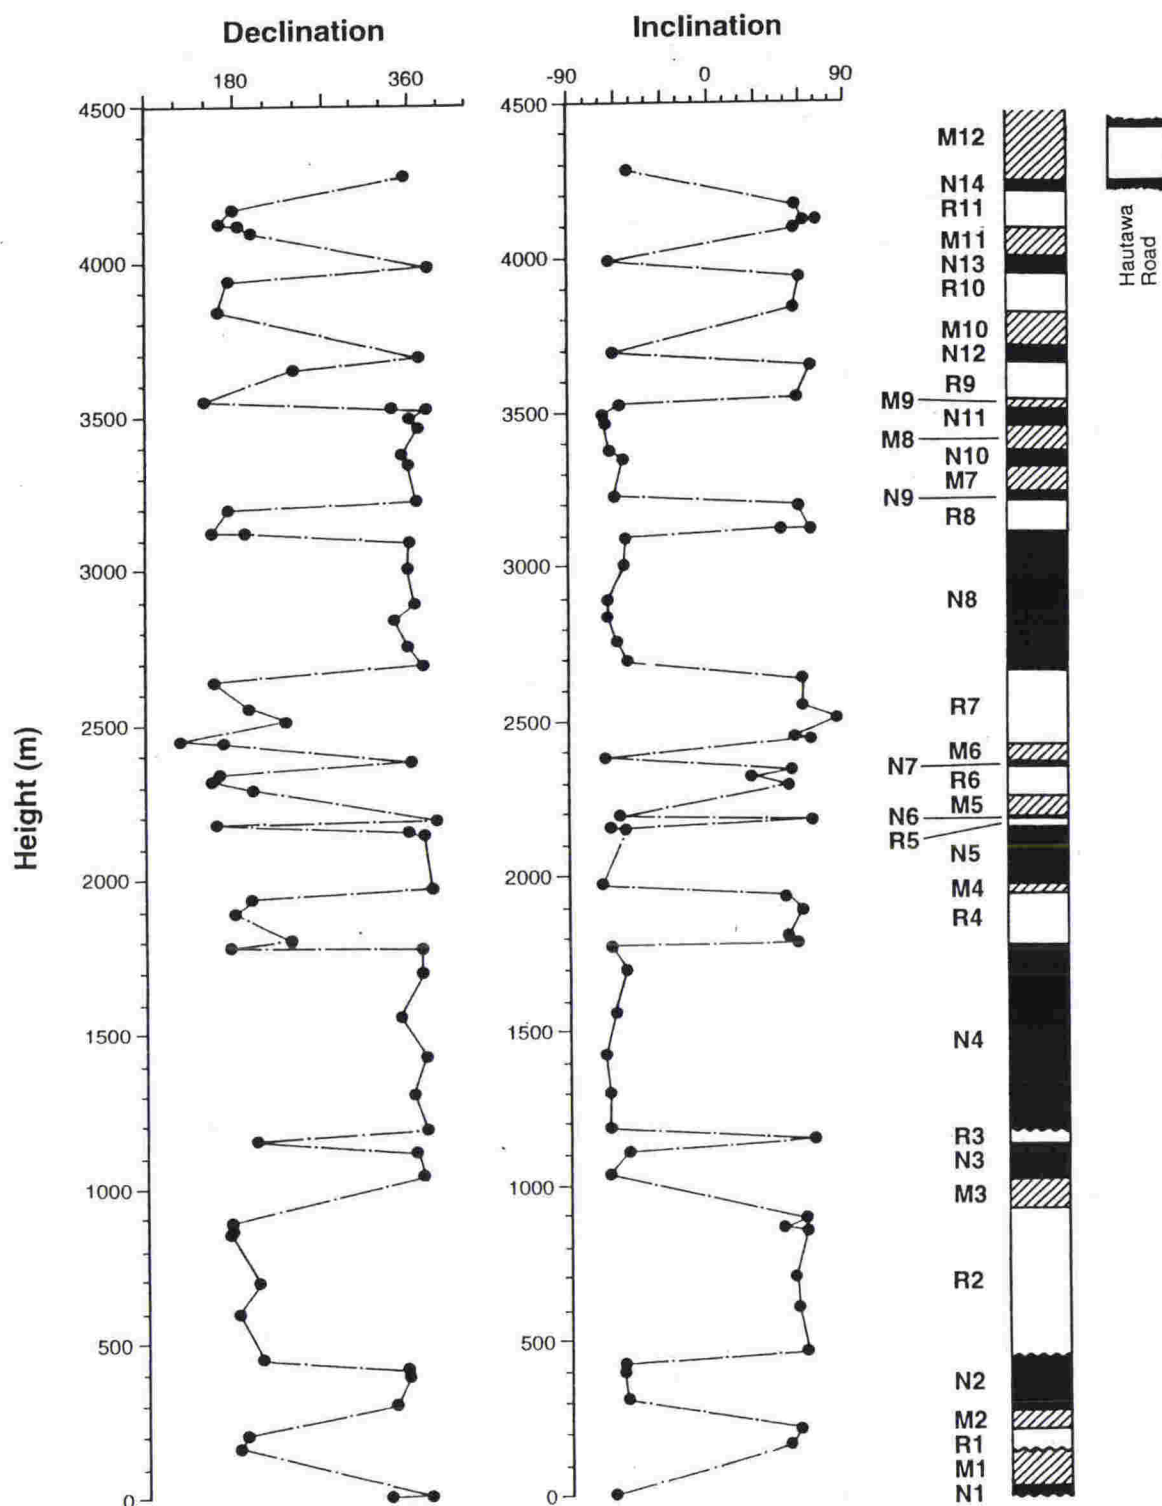 Declination
Inclination
180
360
-90
0
90
4500
4000
3500
3000
2500
2000
1500
1000
500
0
4500
4000
3500
3000
2500
2000
1500
1000
500
0
Height (m)
M12
N14
R11
M11
N13
R10
M10
N12
R9
M9
N11
M8
N10
M7
N9
R8
N8
R7
M6
N7
R6
M5
N6
R5
N5
M4
R4
N4
R3
N3
M3
R2
N2
M2
R1
M1
N1
Hautawa
Road